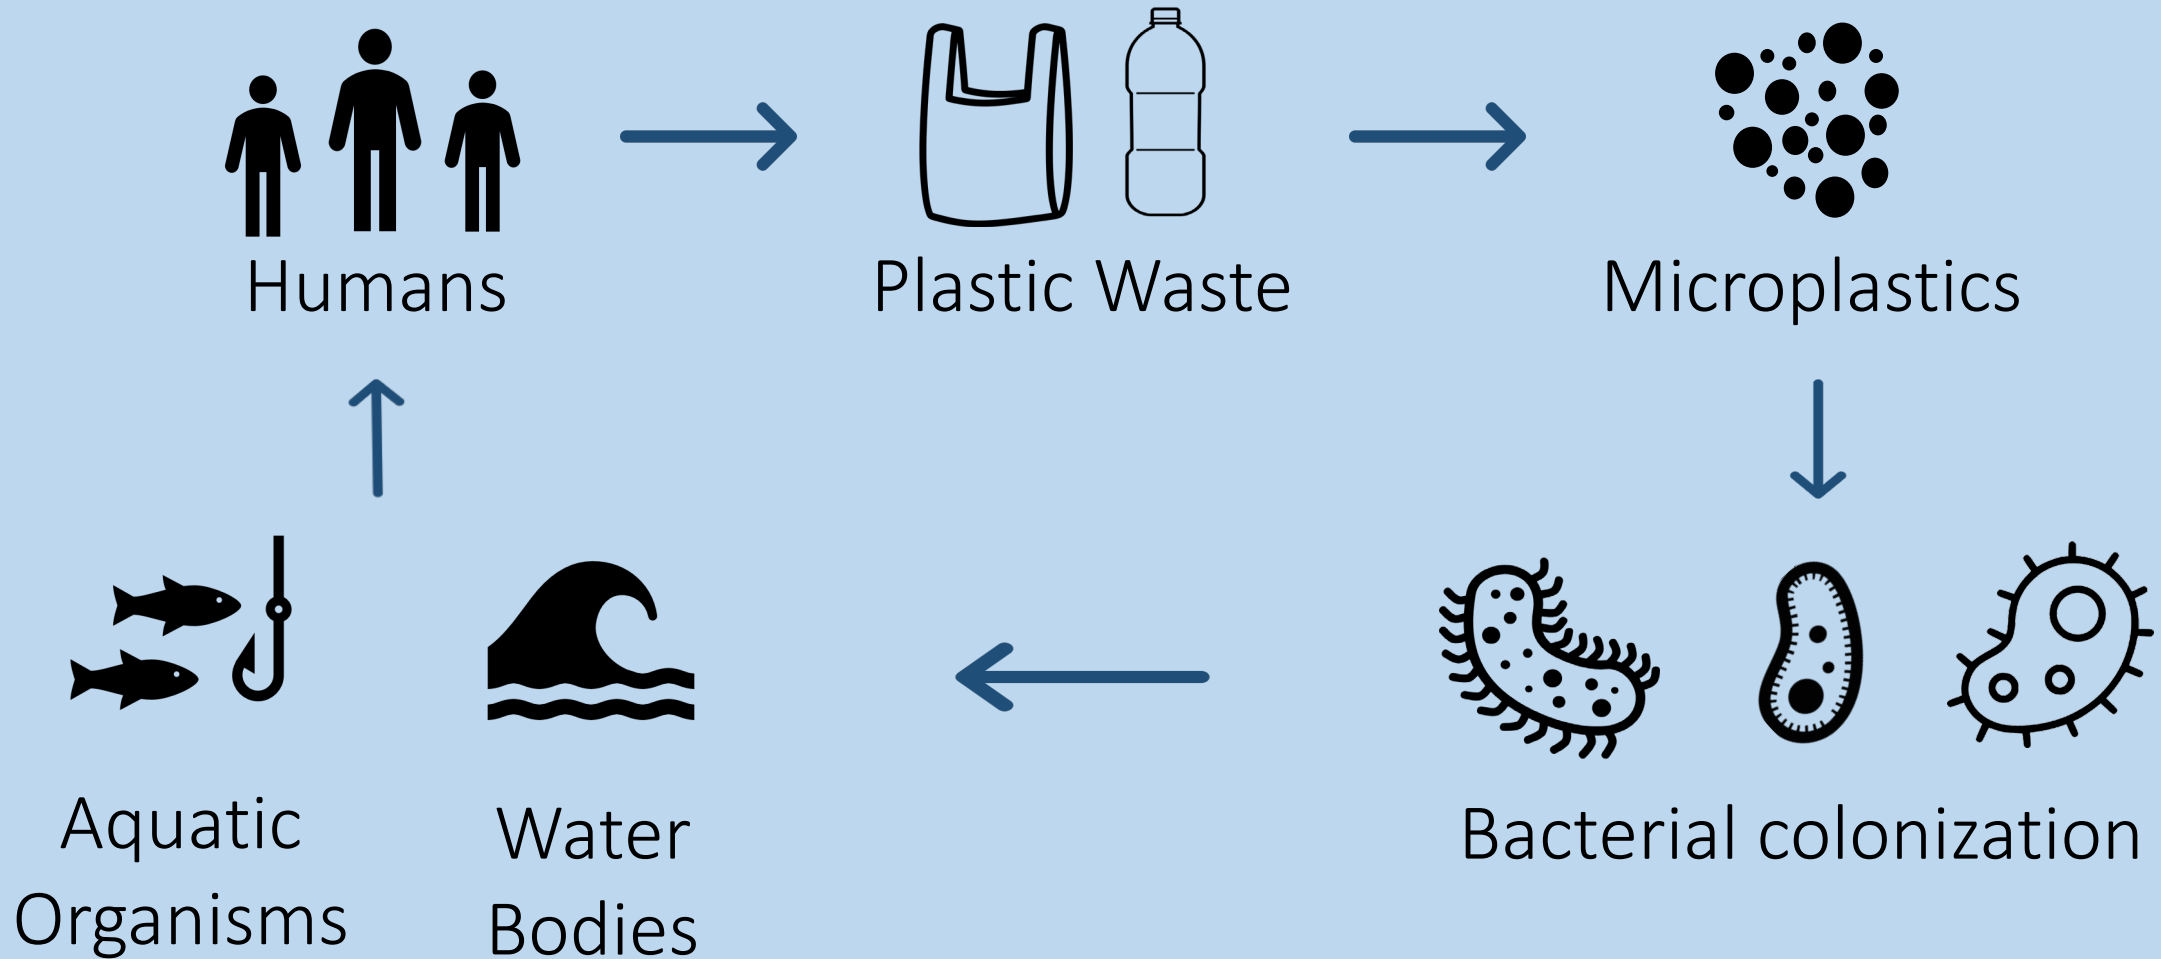 Humans
Plastic Waste
Microplastics
Aquatic
Organisms
Water
Bodies
Bacterial colonization